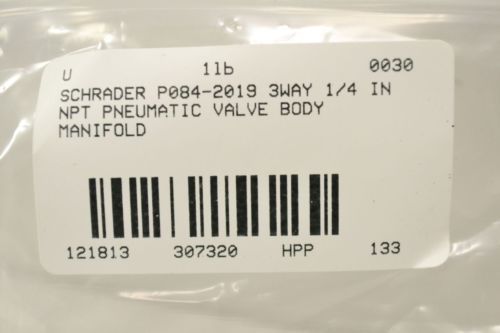 U 1lb 0030
SCHRADER P084-2019 3WAY 1/4 IN
NPT PNEUMATIC VALVE BODY
MANIFOLD
121813 307320 HPP 133